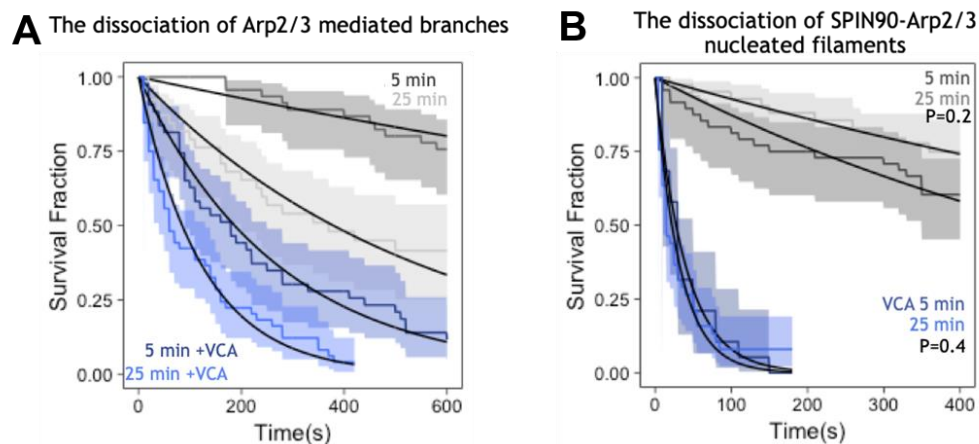 A The dissociation of Arp2/3 mediated branches
Survival Fraction
1.00
0.75
0.50
0.25
0.00
5 min
25 min
5 min +VCA
25 min +VCA
0 200 400 600
Time(s)
B The dissociation of SPIN90-Arp2/3
nucleated filaments
Survival Fraction
1.00
0.75
0.50
0.25
0.00
5 min
25 min
P=0.2
VCA 5 min
25 min
P=0.4
0 100 200 300 400
Time(s)